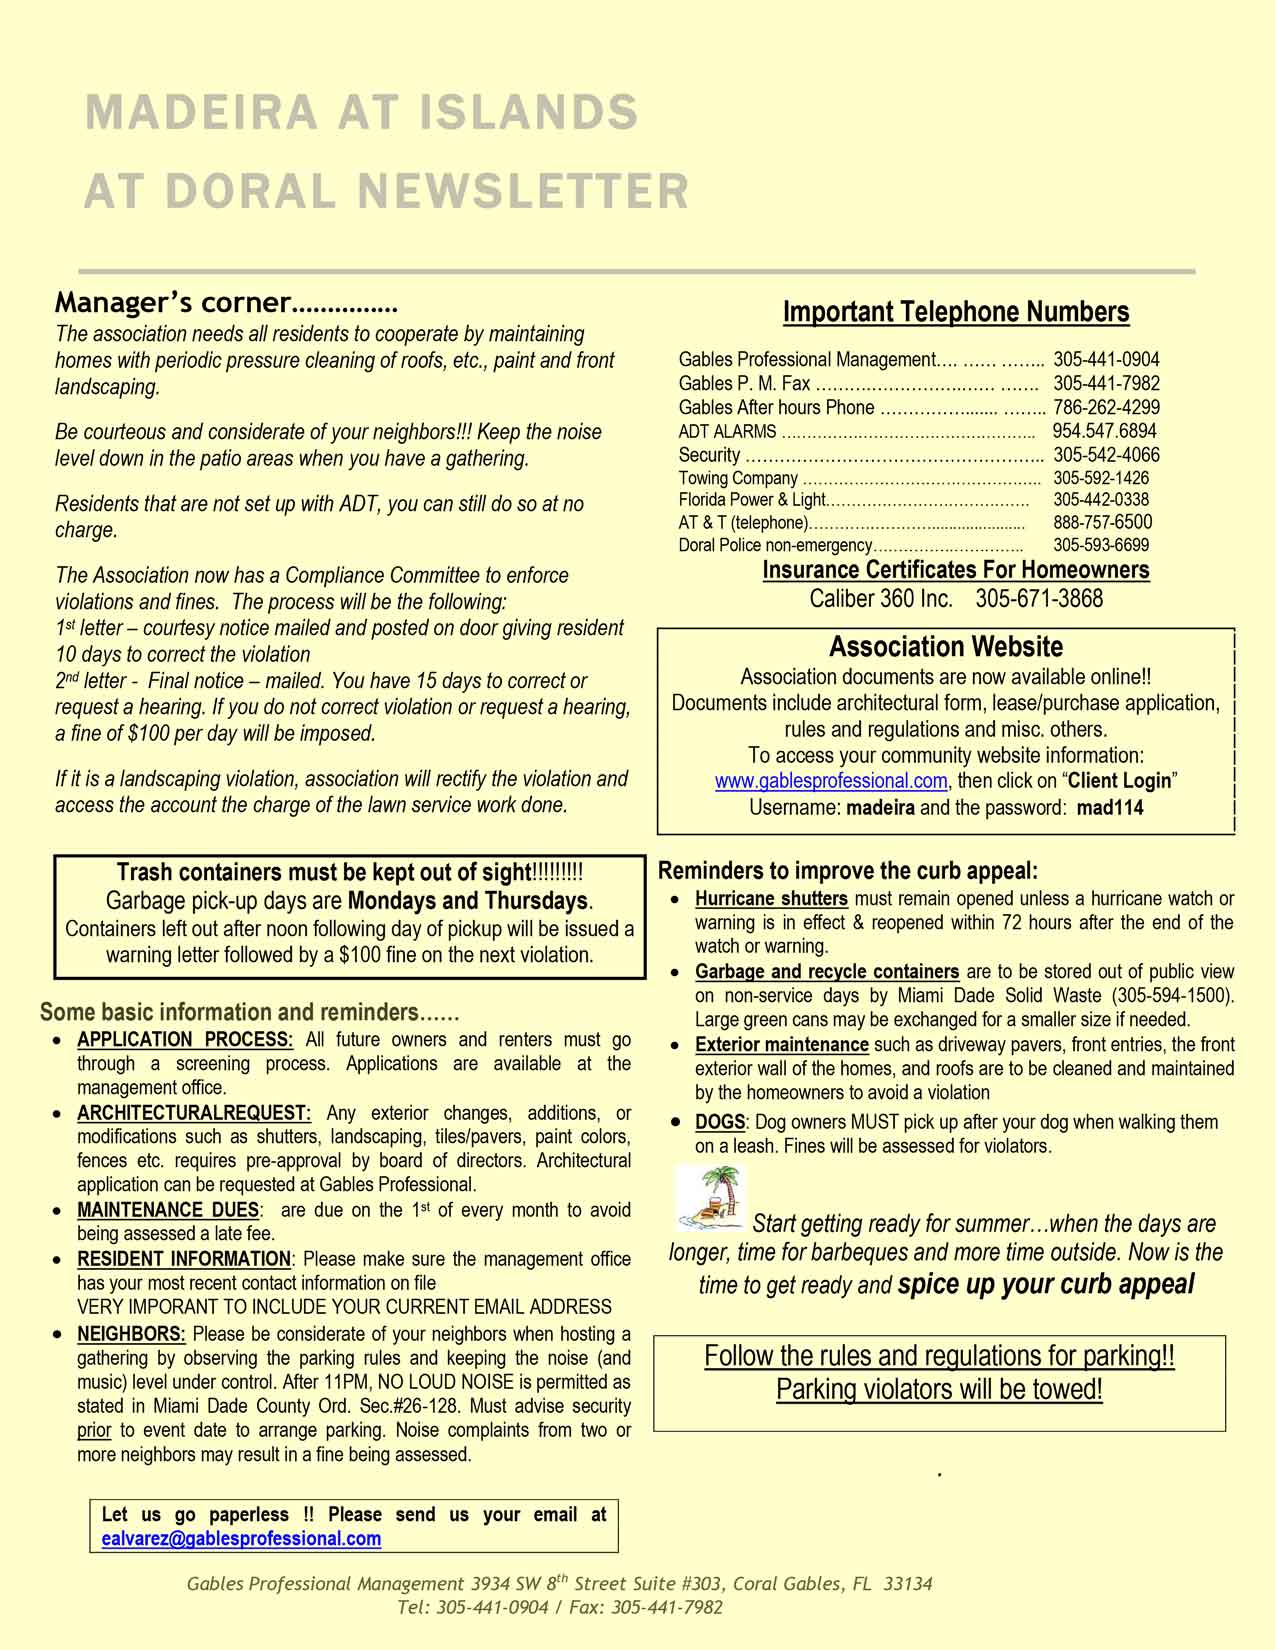 MADEIRA AT ISLANDS
AT DORAL NEWSLETTER
Manager’s corner……………
The association needs all residents to cooperate by maintaining
homes with periodic pressure cleaning of roofs, etc., paint and front
landscaping.
Be courteous and considerate of your neighbors!!! Keep the noise
level down in the patio areas when you have a gathering.
Residents that are not set up with ADT, you can still do so at no
charge.
The Association now has a Compliance Committee to enforce
violations and fines.  The process will be the following:
1st letter – courtesy notice mailed and posted on door giving resident
10 days to correct the violation
2nd letter -  Final notice – mailed. You have 15 days to correct or
request a hearing. If you do not correct violation or request a hearing,
a fine of $100 per day will be imposed.
If it is a landscaping violation, association will rectify the violation and
access the account the charge of the lawn service work done.
Trash containers must be kept out of sight!!!!!!!!!
Garbage pick-up days are Mondays and Thursdays.
Containers left out after noon following day of pickup will be issued a
warning letter followed by a $100 fine on the next violation.
Some basic information and reminders……
• APPLICATION PROCESS: All future owners and renters must go
through a screening process. Applications are available at the
management office.
• ARCHITECTURALREQUEST: Any exterior changes, additions, or
modifications such as shutters, landscaping, tiles/pavers, paint colors,
fences etc. requires pre-approval by board of directors. Architectural
application can be requested at Gables Professional.
• MAINTENANCE DUES:  are due on the 1st of every month to avoid
being assessed a late fee.
• RESIDENT INFORMATION: Please make sure the management office
has your most recent contact information on file
VERY IMPORANT TO INCLUDE YOUR CURRENT EMAIL ADDRESS
• NEIGHBORS: Please be considerate of your neighbors when hosting a
gathering by observing the parking rules and keeping the noise (and
music) level under control. After 11PM, NO LOUD NOISE is permitted as
stated in Miami Dade County Ord. Sec.#26-128. Must advise security
prior to event date to arrange parking. Noise complaints from two or
more neighbors may result in a fine being assessed.
Let us go paperless !! Please send us your email at
ealvarez@gablesprofessional.com
Important Telephone Numbers
Gables Professional Management…. …… …….. 305-441-0904
Gables P. M. Fax ………………………… ……. 305-441-7982
Gables After hours Phone ……………....... …….. 786-262-4299
ADT ALARMS ………………………………………….. 954.547.6894
Security …………………………………………….. 305-542-4066
Towing Company ……………………………………….. 305-592-1426
Florida Power & Light…………………………………. 305-442-0338
AT & T (telephone)……………………...................... 888-757-6500
Doral Police non-emergency………………………… 305-593-6699
Insurance Certificates For Homeowners
Caliber 360 Inc.    305-671-3868
Association Website
Association documents are now available online!!
Documents include architectural form, lease/purchase application,
rules and regulations and misc. others.
To access your community website information:
www.gablesprofessional.com, then click on “Client Login”
Username: madeira and the password:  mad114
Reminders to improve the curb appeal:
• Hurricane shutters must remain opened unless a hurricane watch or
warning is in effect & reopened within 72 hours after the end of the
watch or warning.
• Garbage and recycle containers are to be stored out of public view
on non-service days by Miami Dade Solid Waste (305-594-1500).
Large green cans may be exchanged for a smaller size if needed.
• Exterior maintenance such as driveway pavers, front entries, the front
exterior wall of the homes, and roofs are to be cleaned and maintained
by the homeowners to avoid a violation
• DOGS: Dog owners MUST pick up after your dog when walking them
on a leash. Fines will be assessed for violators.
Start getting ready for summer…when the days are
longer, time for barbeques and more time outside. Now is the
time to get ready and spice up your curb appeal
Follow the rules and regulations for parking!!
Parking violators will be towed!
.
Gables Professional Management 3934 SW 8th Street Suite #303, Coral Gables, FL  33134
Tel: 305-441-0904 / Fax: 305-441-7982